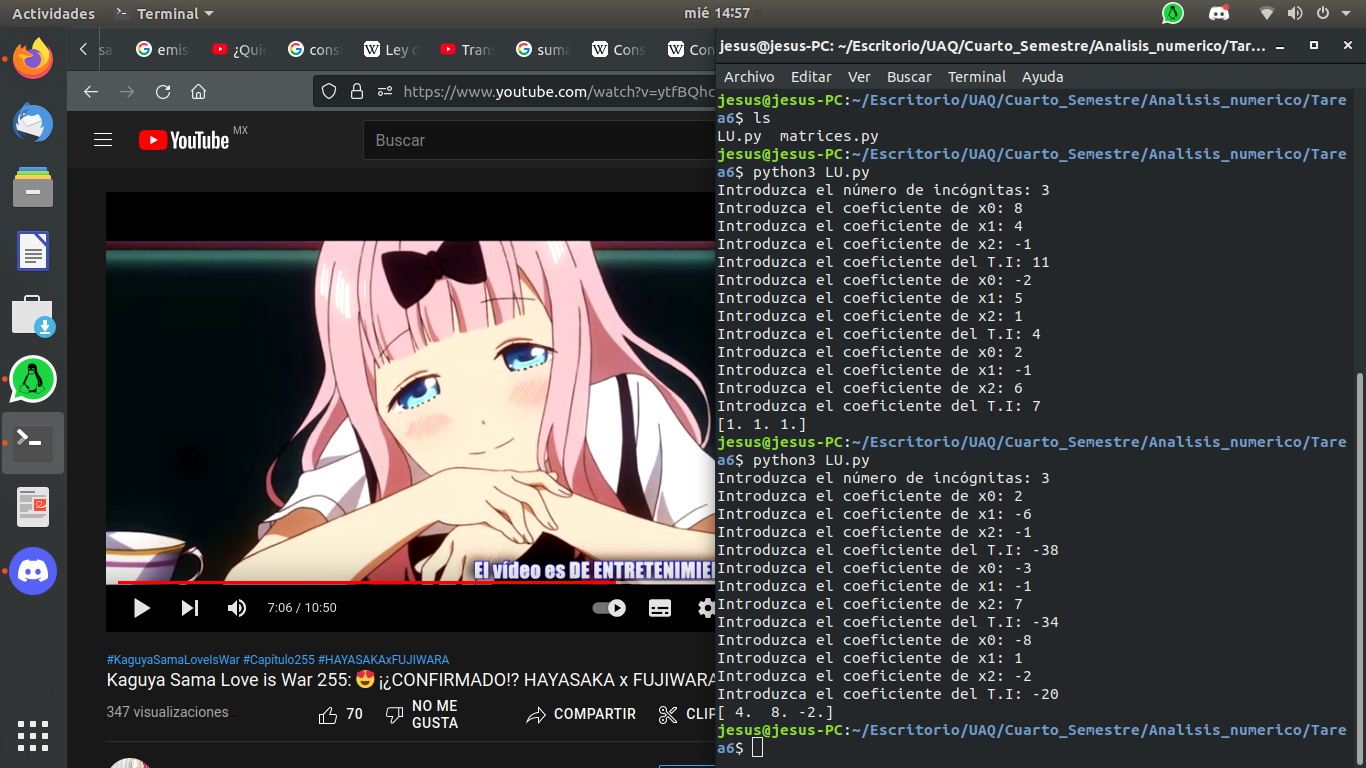 Actividades
Terminal
mié 14:57
emis
¿Quié
cons
Ley d
Trans
suma
Cons
Con
https://www.youtube.com/watch?v=ytfBQhc
YouTube MX
Buscar
El vídeo es DE ENTRETENIMIE
7:06 / 10:50
#KaguyaSamaLoveIsWar #Capítulo255 #HAYASAKAxFUJIWARA
Kaguya Sama Love is War 255: 😍 ¡¿CONFIRMADO!? HAYASAKA x FUJIWARA
347 visualizaciones
70
NO ME
GUSTA
COMPARTIR
CLIP
jesus@jesus-PC: ~/Escritorio/UAQ/Cuarto_Semestre/Analisis_numerico/Tar...
Archivo Editar Ver Buscar Terminal Ayuda
jesus@jesus-PC:~/Escritorio/UAQ/Cuarto_Semestre/Analisis_numerico/Tare
a6$ ls
LU.py  matrices.py
jesus@jesus-PC:~/Escritorio/UAQ/Cuarto_Semestre/Analisis_numerico/Tare
a6$ python3 LU.py
Introduzca el número de incógnitas: 3
Introduzca el coeficiente de x0: 8
Introduzca el coeficiente de x1: 4
Introduzca el coeficiente de x2: -1
Introduzca el coeficiente del T.I: 11
Introduzca el coeficiente de x0: -2
Introduzca el coeficiente de x1: 5
Introduzca el coeficiente de x2: 1
Introduzca el coeficiente del T.I: 4
Introduzca el coeficiente de x0: 2
Introduzca el coeficiente de x1: -1
Introduzca el coeficiente de x2: 6
Introduzca el coeficiente del T.I: 7
[1. 1. 1.]
jesus@jesus-PC:~/Escritorio/UAQ/Cuarto_Semestre/Analisis_numerico/Tare
a6$ python3 LU.py
Introduzca el número de incógnitas: 3
Introduzca el coeficiente de x0: 2
Introduzca el coeficiente de x1: -6
Introduzca el coeficiente de x2: -1
Introduzca el coeficiente del T.I: -38
Introduzca el coeficiente de x0: -3
Introduzca el coeficiente de x1: -1
Introduzca el coeficiente de x2: 7
Introduzca el coeficiente del T.I: -34
Introduzca el coeficiente de x0: -8
Introduzca el coeficiente de x1: 1
Introduzca el coeficiente de x2: -2
Introduzca el coeficiente del T.I: -20
[ 4.  8. -2.]
jesus@jesus-PC:~/Escritorio/UAQ/Cuarto_Semestre/Analisis_numerico/Tare
a6$